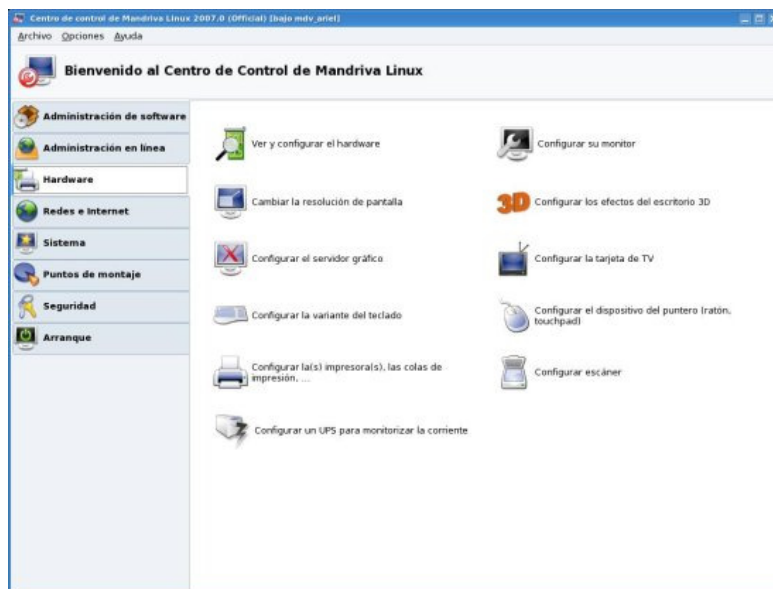 Centro de control de Mandriva Linux 2007.0 (Official) [bajo mdv_ariel]
Archivo Opciones Ayuda
Bienvenido al Centro de Control de Mandriva Linux
Administración de software
Administración en línea
Hardware
Redes e Internet
Sistema
Puntos de montaje
Seguridad
Arranque
Ver y configurar el hardware
Configurar su monitor
Cambiar la resolución de pantalla
3D
Configurar los efectos del escritorio 3D
Configurar el servidor gráfico
Configurar la tarjeta de TV
Configurar la variante del teclado
Configurar el dispositivo del puntero (ratón,
touchpad)
Configurar la(s) impresora(s), las colas de
impresión, ...
Configurar escáner
Configurar un UPS para monitorizar la corriente